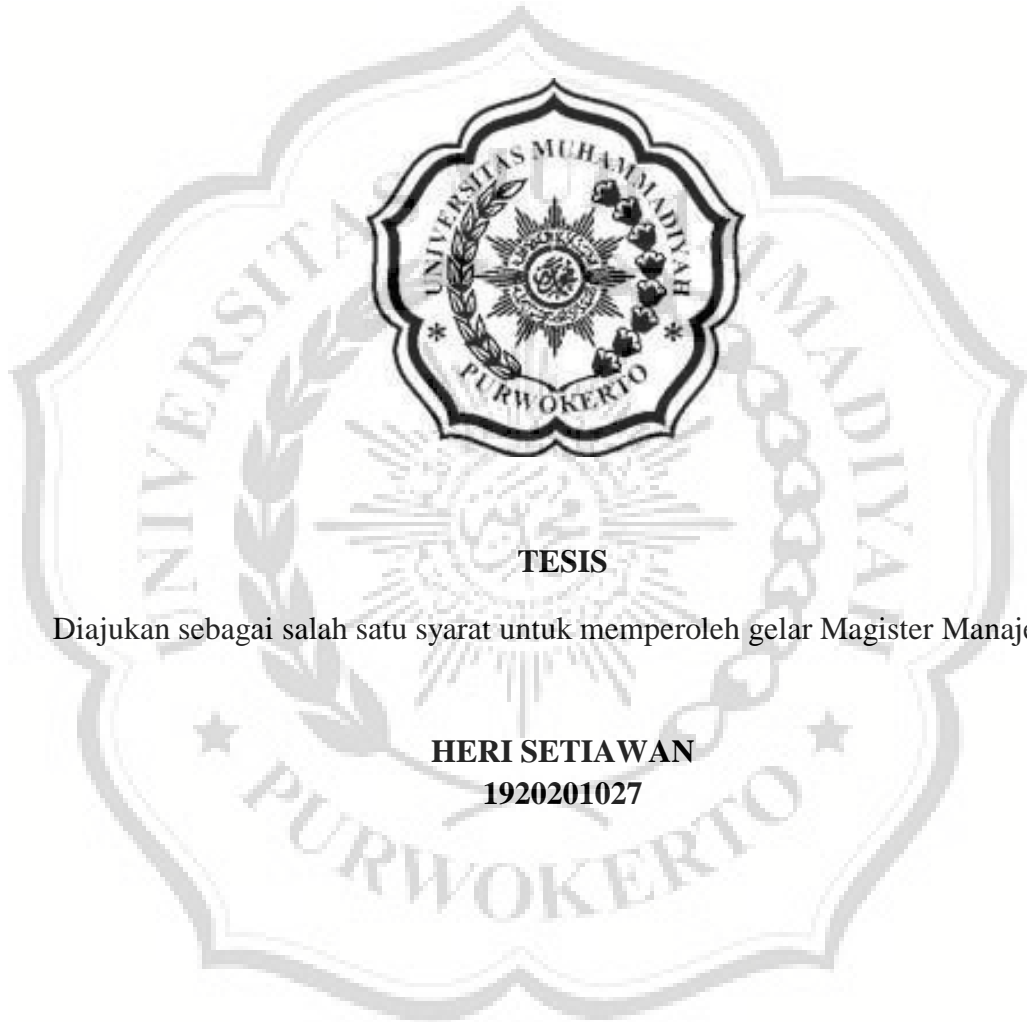 UNIVERSITAS MUHAMMADIYAH
PURWOKERTO
TESIS
Diajukan sebagai salah satu syarat untuk memperoleh gelar Magister Manaje
HERI SETIAWAN
1920201027